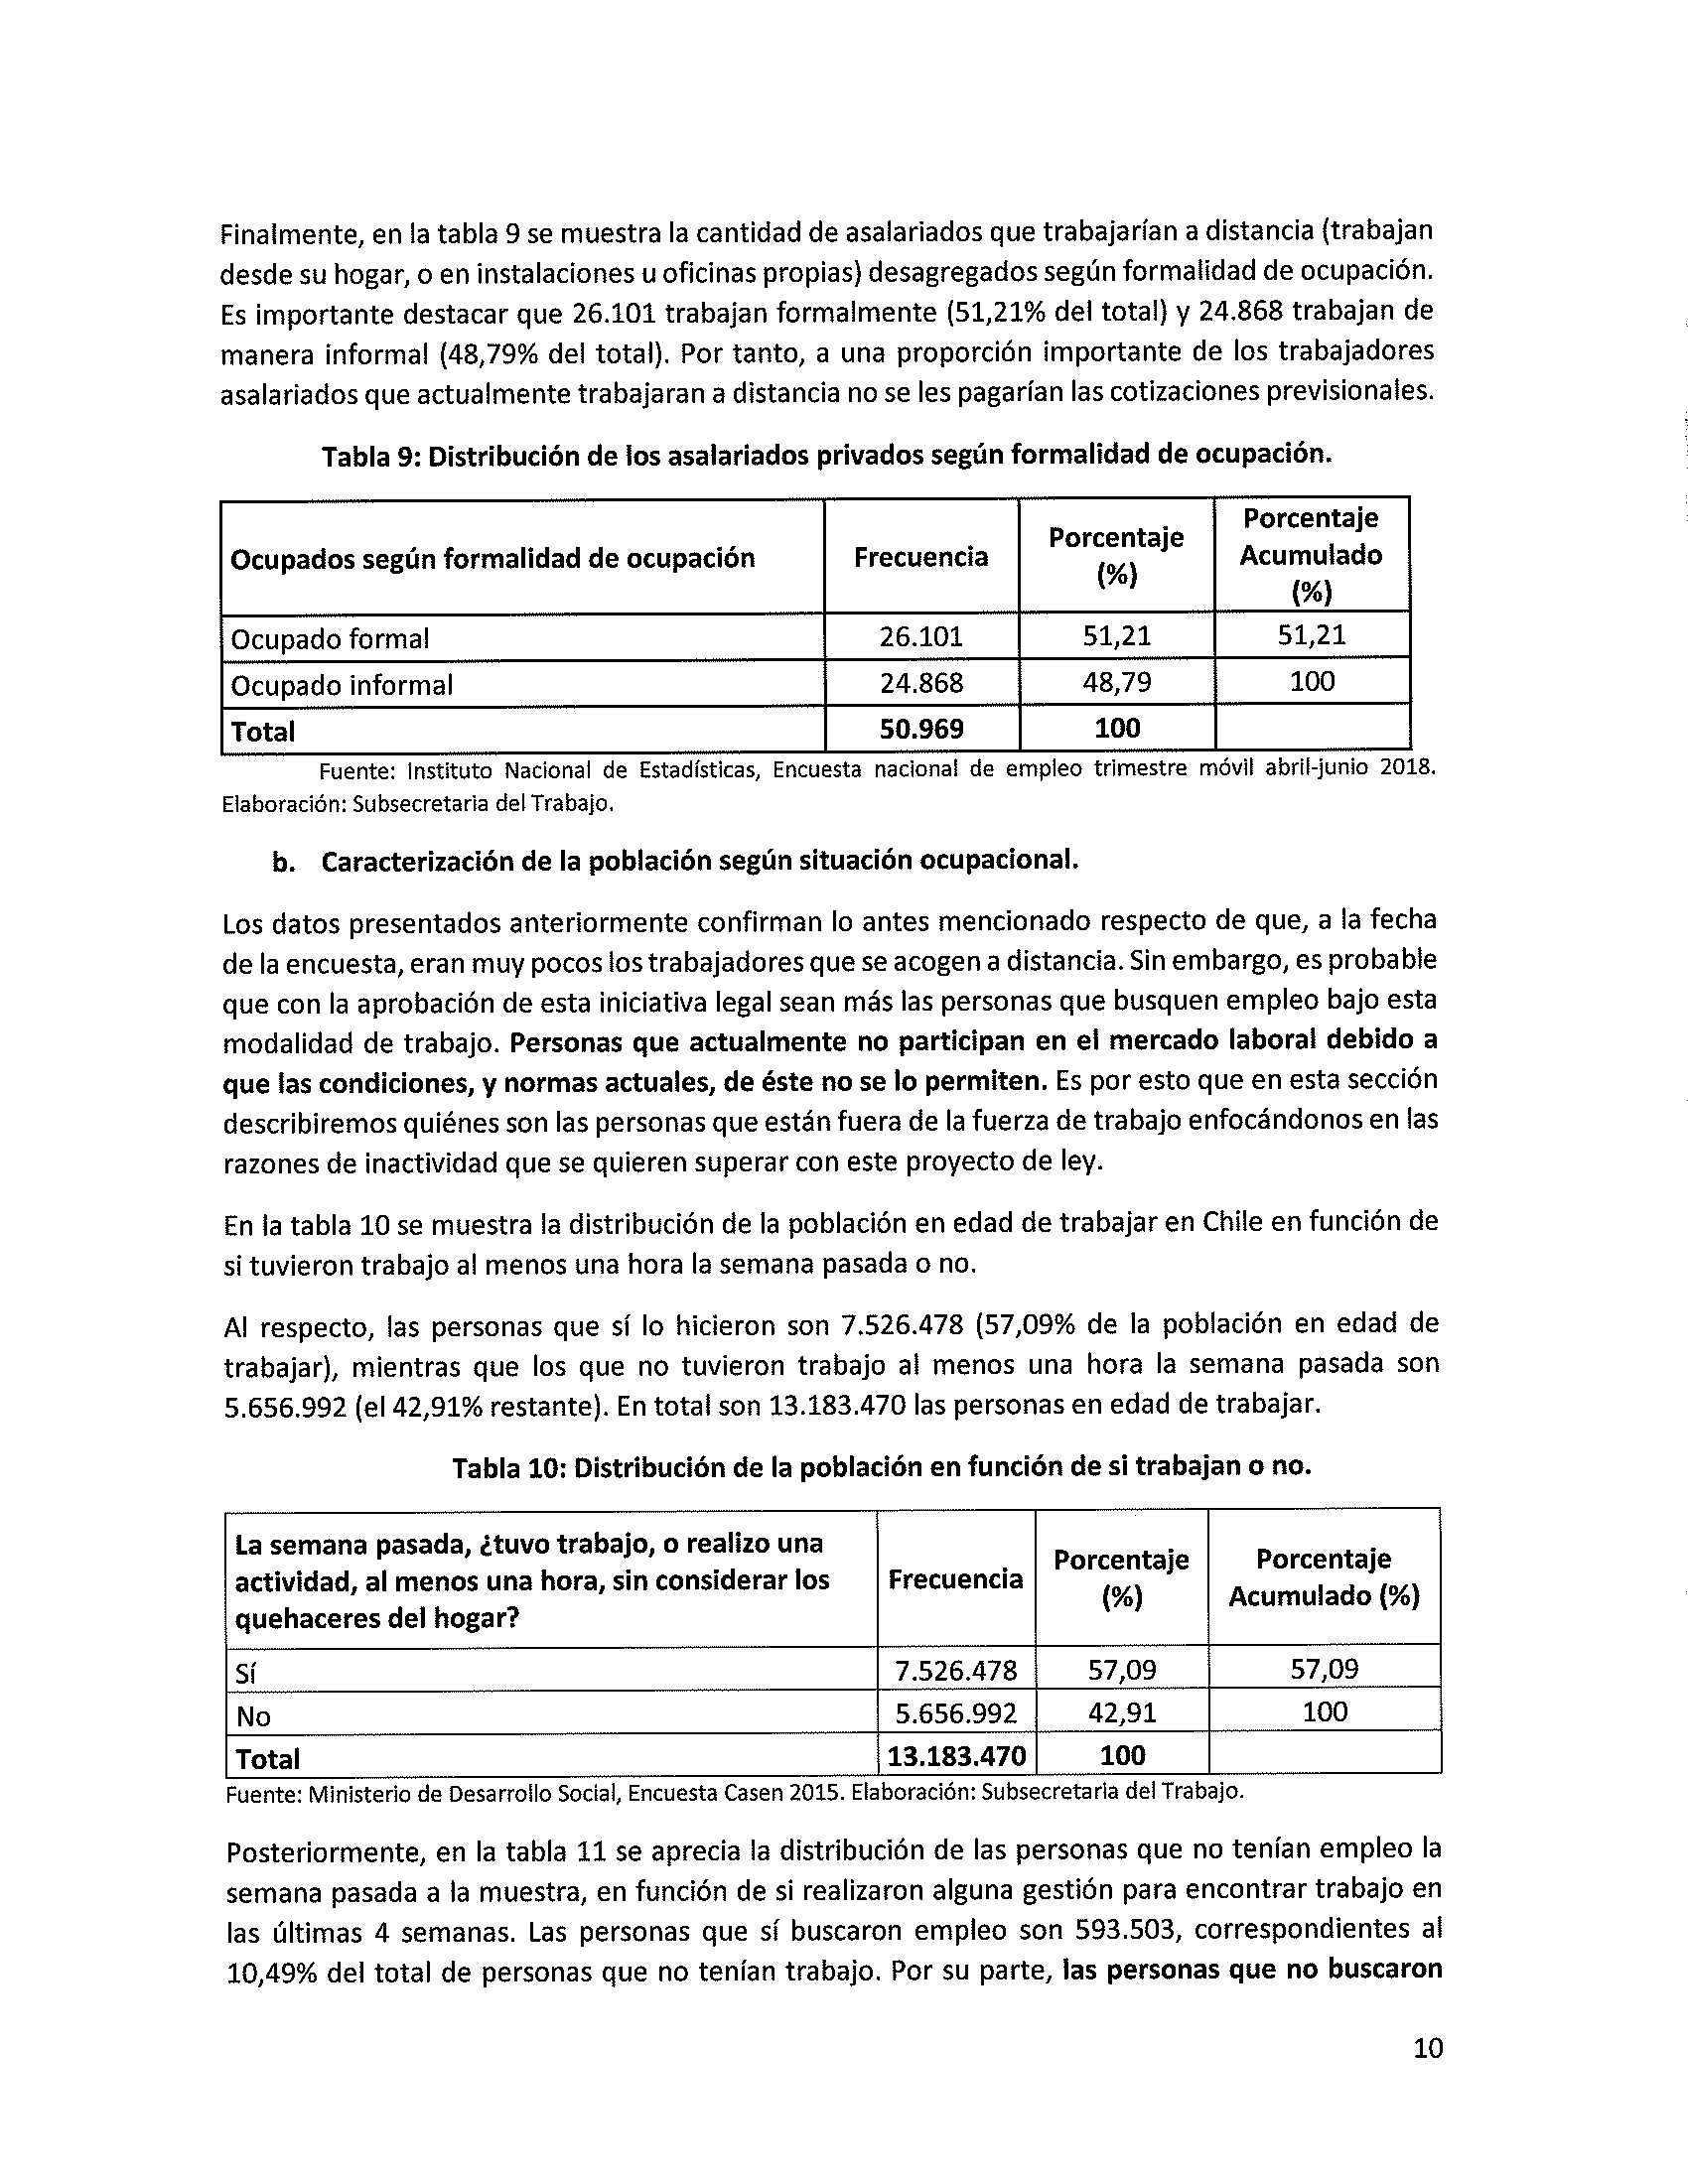 Finalmente, en la tabla 9 se muestra la cantidad de asalariados que trabajarían a distancia (trabajan
desde su hogar, o en instalaciones u oficinas propias) desagregados según formalidad de ocupación.
Es importante destacar que 26.101 trabajan formalmente (51,21% del total) y 24.868 trabajan de
manera informal (48,79% del total). Por tanto, a una proporción importante de los trabajadores
asalariados que actualmente trabajaran a distancia no se les pagarían las cotizaciones previsionales.
Tabla 9: Distribución de los asalariados privados según formalidad de ocupación.
Ocupados según formalidad de ocupación Frecuencia Porcentaje (%) Porcentaje Acumulado (%)
Ocupado formal 26.101 51,21 51,21
Ocupado informal 24.868 48,79 100
Total 50.969 100
Fuente: Instituto Nacional de Estadísticas, Encuesta nacional de empleo trimestre móvil abril-junio 2018.
Elaboración: Subsecretaria del Trabajo.
b. Caracterización de la población según situación ocupacional.
Los datos presentados anteriormente confirman lo antes mencionado respecto de que, a la fecha
de la encuesta, eran muy pocos los trabajadores que se acogen a distancia. Sin embargo, es probable
que con la aprobación de esta iniciativa legal sean más las personas que busquen empleo bajo esta
modalidad de trabajo. Personas que actualmente no participan en el mercado laboral debido a
que las condiciones, y normas actuales, de éste no se lo permiten. Es por esto que en esta sección
describiremos quiénes son las personas que están fuera de la fuerza de trabajo enfocándonos en las
razones de inactividad que se quieren superar con este proyecto de ley.
En la tabla 10 se muestra la distribución de la población en edad de trabajar en Chile en función de
si tuvieron trabajo al menos una hora la semana pasada o no.
Al respecto, las personas que sí lo hicieron son 7.526.478 (57,09% de la población en edad de
trabajar), mientras que los que no tuvieron trabajo al menos una hora la semana pasada son
5.656.992 (el 42,91% restante). En total son 13.183.470 las personas en edad de trabajar.
Tabla 10: Distribución de la población en función de si trabajan o no.
La semana pasada, ¿tuvo trabajo, o realizo una
actividad, al menos una hora, sin considerar los
quehaceres del hogar? Frecuencia Porcentaje (%) Porcentaje Acumulado (%)
Sí 7.526.478 57,09 57,09
No 5.656.992 42,91 100
Total 13.183.470 100
Fuente: Ministerio de Desarrollo Social, Encuesta Casen 2015. Elaboración: Subsecretaria del Trabajo.
Posteriormente, en la tabla 11 se aprecia la distribución de las personas que no tenían empleo la
semana pasada a la muestra, en función de si realizaron alguna gestión para encontrar trabajo en
las últimas 4 semanas. Las personas que sí buscaron empleo son 593.503, correspondientes al
10,49% del total de personas que no tenían trabajo. Por su parte, las personas que no buscaron
10